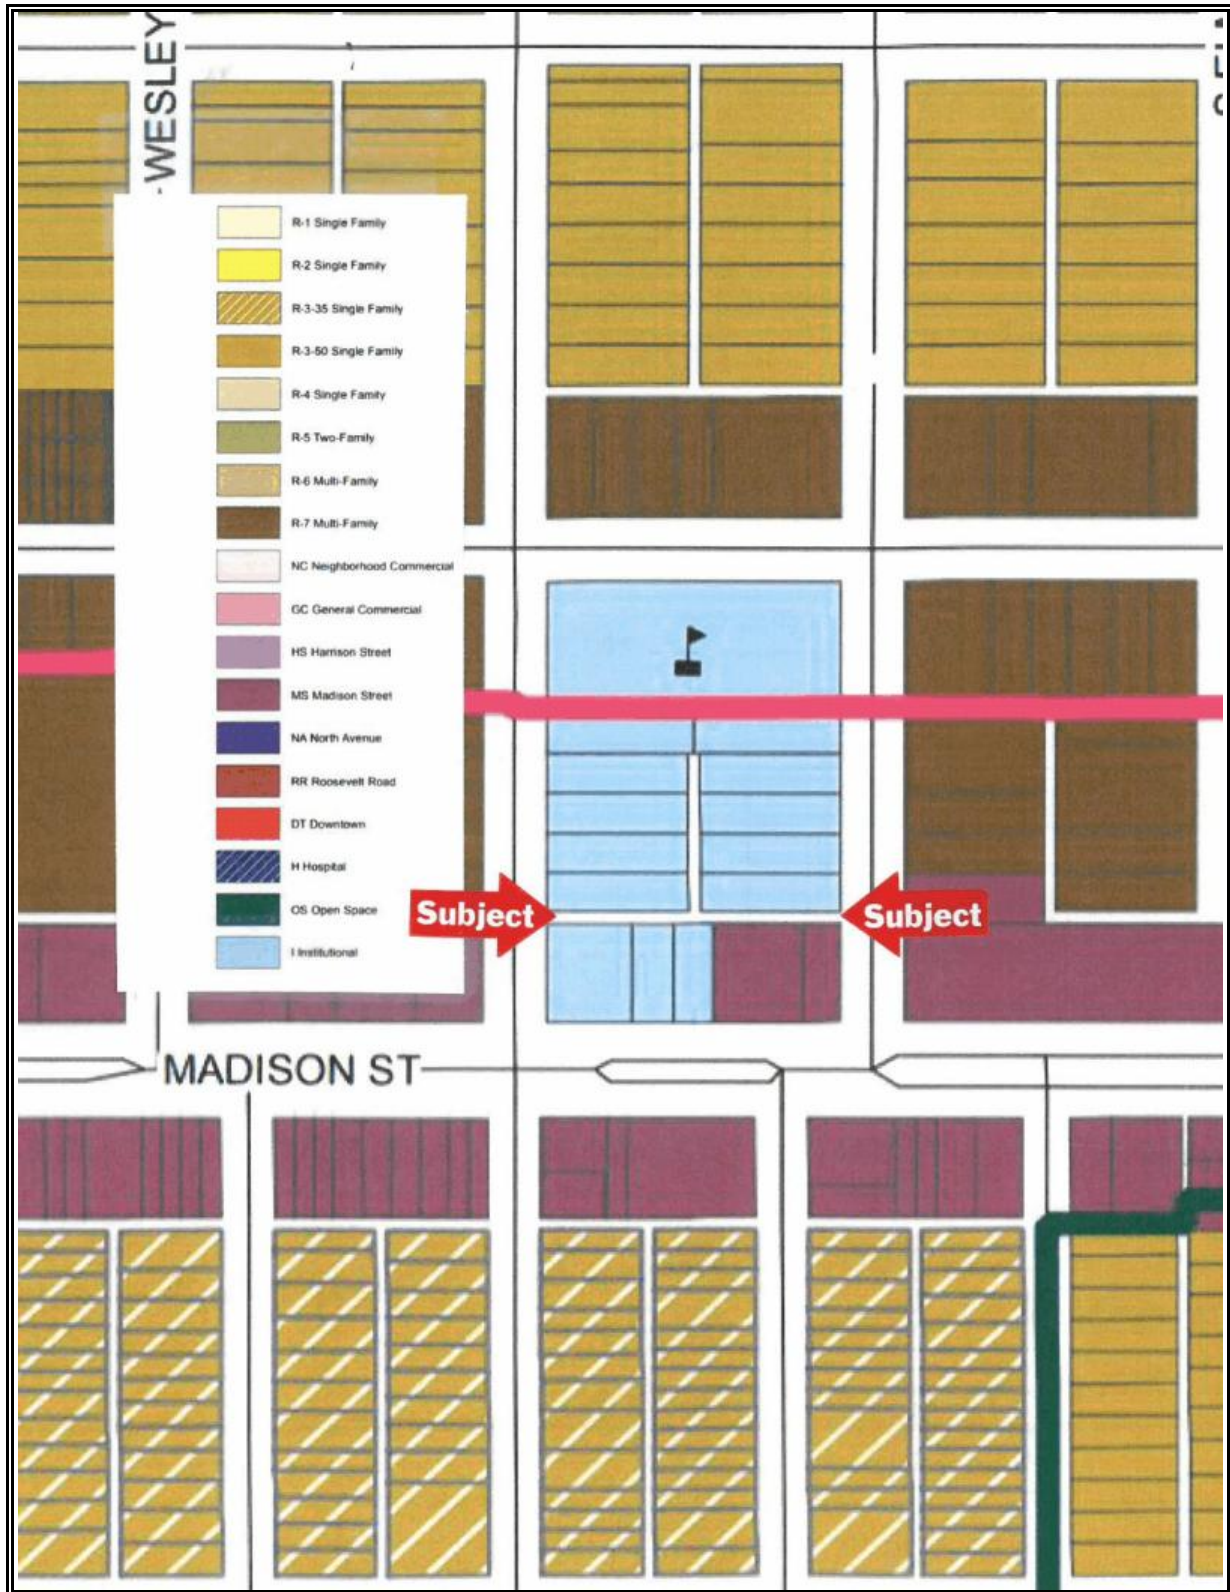 WESLEY
R-1 Single Family
R-2 Single Family
R-3-35 Single Family
R-3-50 Single Family
R-4 Single Family
R-5 Two-Family
R-6 Multi-Family
R-7 Multi-Family
NC Neighborhood Commercial
GC General Commercial
HS Harrison Street
MS Madison Street
NA North Avenue
RR Roosevelt Road
DT Downtown
H Hospital
OS Open Space
I Institutional
Subject
Subject
MADISON ST